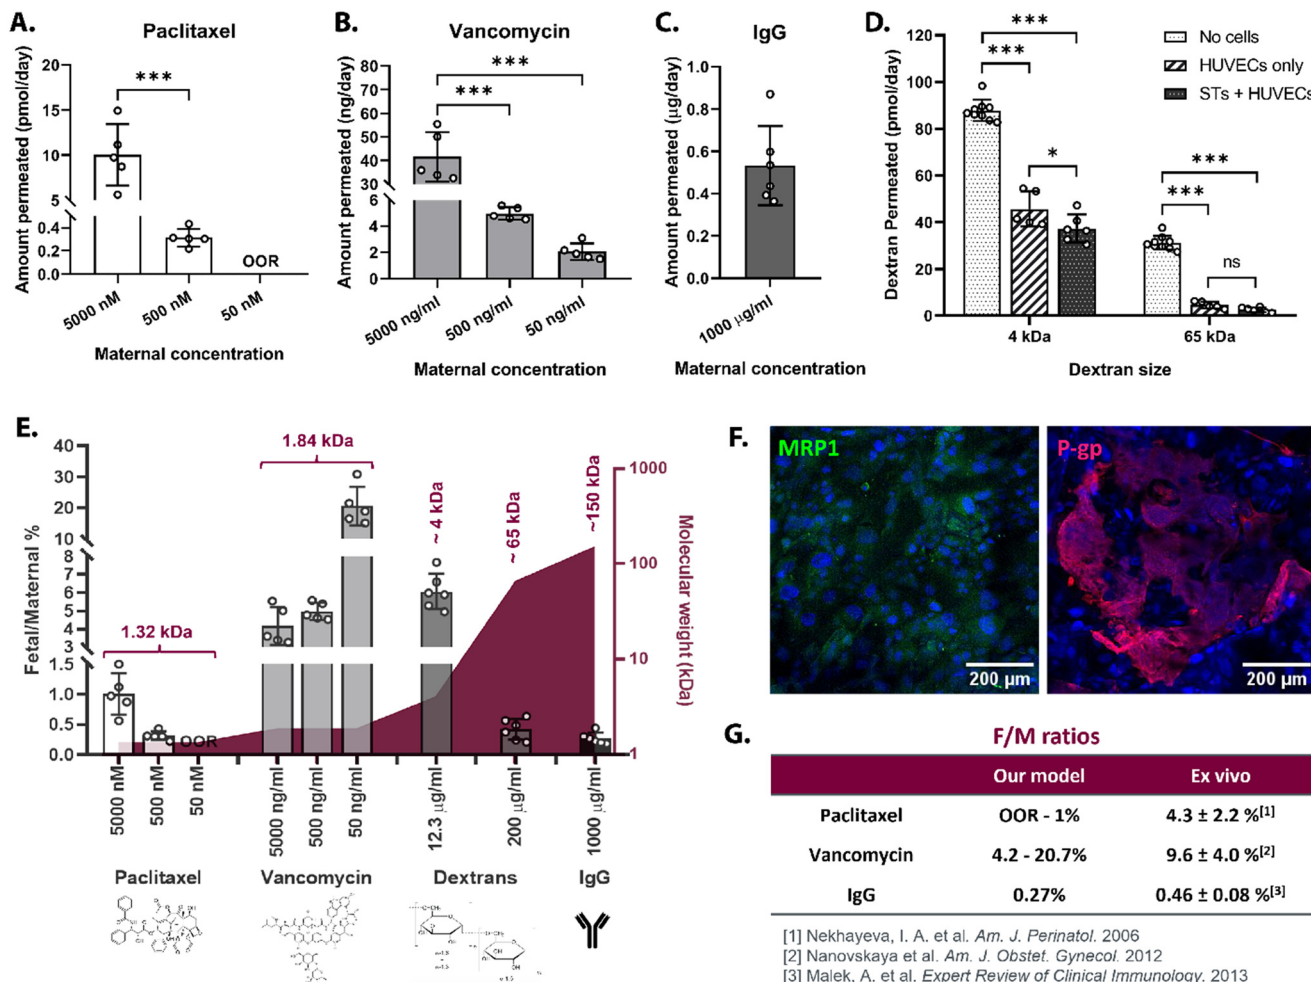 A.
Paclitaxel
Amount permeated (pmol/day)
15
10
5
0.4
0.2
0.0
***
OOR
5000 nM
500 nM
50 nM
Maternal concentration
B.
Vancomycin
Amount permeated (ng/day)
80
70
60
50
40
30
6
4
2
0
***
***
5000 ng/ml
500 ng/ml
50 ng/ml
Maternal concentration
C.
IgG
Amount permeated (µg/day)
1.0
0.8
0.6
0.4
0.2
0.0
1000 µg/ml
Maternal concentration
D.
Dextran Permeated (pmol/day)
120
100
80
60
40
20
0
***
***
*
***
***
ns
No cells
HUVECs only
STs + HUVECs
4 kDa
65 kDa
Dextran size
E.
Fetal/Maternal %
40
30
20
10
8
7
6
5
4
3
1.5
1.0
0.5
0.0
1.32 kDa
1.84 kDa
~ 4 kDa
~ 65 kDa
~150 kDa
OOR
1000
100
10
1
Molecular weight (kDa)
5000 nM
500 nM
50 nM
5000 ng/ml
500 ng/ml
50 ng/ml
12.3 µg/ml
200 µg/ml
1000 µg/ml
Paclitaxel
Vancomycin
Dextrans
IgG
F.
MRP1
200 µm
P-gp
200 µm
G.
F/M ratios
Our model Ex vivo
Paclitaxel OOR - 1% 4.3 ± 2.2 %[1]
Vancomycin 4.2 - 20.7% 9.6 ± 4.0 %[2]
IgG 0.27% 0.46 ± 0.08 %[3]
[1] Nekhayeva, I. A. et al. Am. J. Perinatol. 2006
[2] Nanovskaya et al. Am. J. Obstet. Gynecol. 2012
[3] Malek, A. et al. Expert Review of Clinical Immunology. 2013